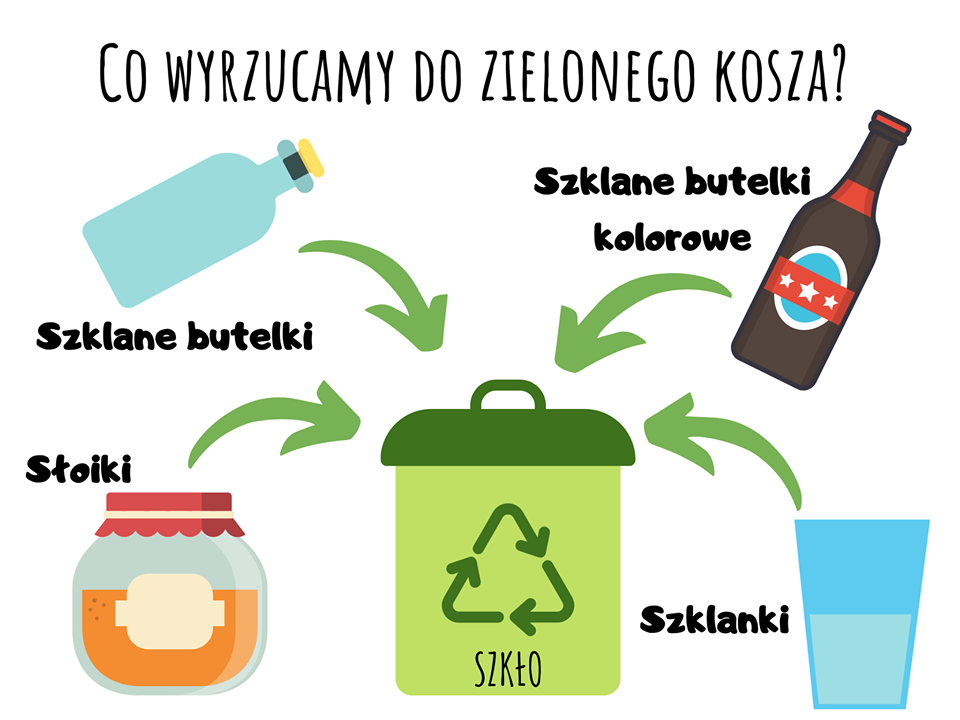 Co wyrzucamy do zielonego kosza?
Szklane butelki
kolorowe
Szklane butelki
Słoiki
Szklanki
szkło